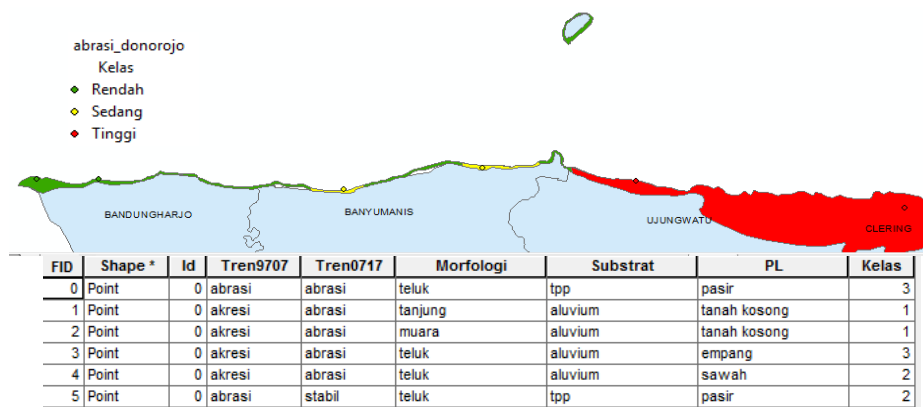 abrasi_donorojo
Kelas
Rendah
Sedang
Tinggi
BANDUNGHARJO
BANYUMANIS
UJUNGWATU
CLERING
FID Shape * Id Tren9707 Tren0717 Morfologi Substrat PL Kelas
0 Point 0 abrasi abrasi teluk tpp pasir 3
1 Point 0 akresi abrasi tanjung aluvium tanah kosong 1
2 Point 0 akresi abrasi muara aluvium tanah kosong 1
3 Point 0 akresi abrasi teluk aluvium empang 3
4 Point 0 akresi abrasi teluk aluvium sawah 2
5 Point 0 abrasi stabil teluk tpp pasir 2